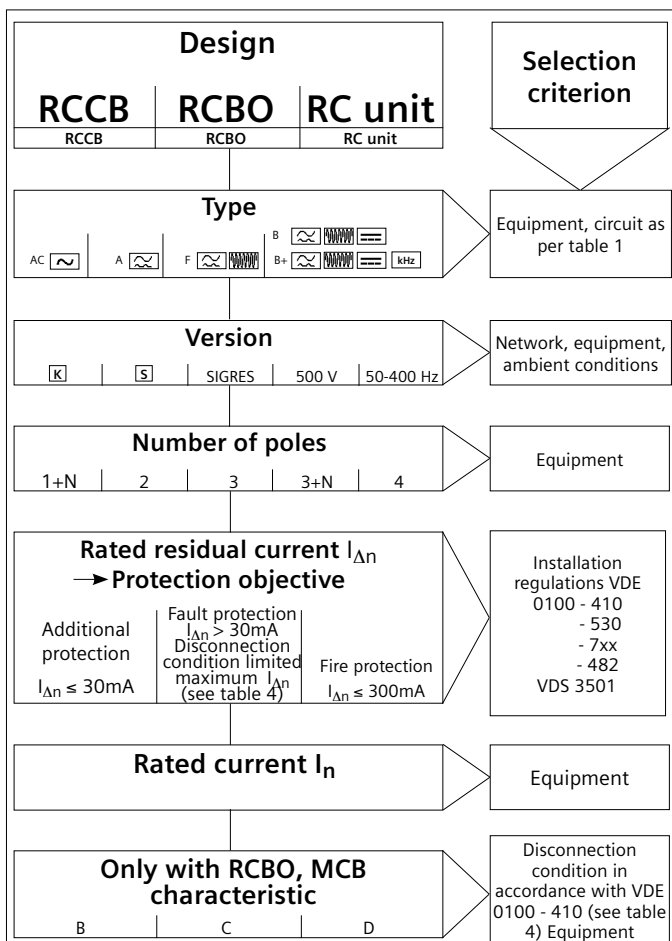 Design
Selection
criterion
RCCB RCBO RC unit
RCCB RCBO RC unit
Type
AC A F B B+ kHz
Equipment, circuit as
per table 1
Version
K S SIGRES 500 V 50-400 Hz
Network, equipment,
ambient conditions
Number of poles
1+N 2 3 3+N 4
Equipment
Rated residual current IΔn
→ Protection objective
Additional
protection
IΔn ≤ 30mA
Fault protection
IΔn > 30mA
Disconnection
condition limited
maximum IΔn
(see table 4)
Fire protection
IΔn ≤ 300mA
Installation
regulations VDE
0100 - 410
- 530
- 7xx
- 482
VDS 3501
Rated current In
Equipment
Only with RCBO, MCB
characteristic
B C D
Disconnection
condition in
accordance with VDE
0100 - 410 (see table
4) Equipment